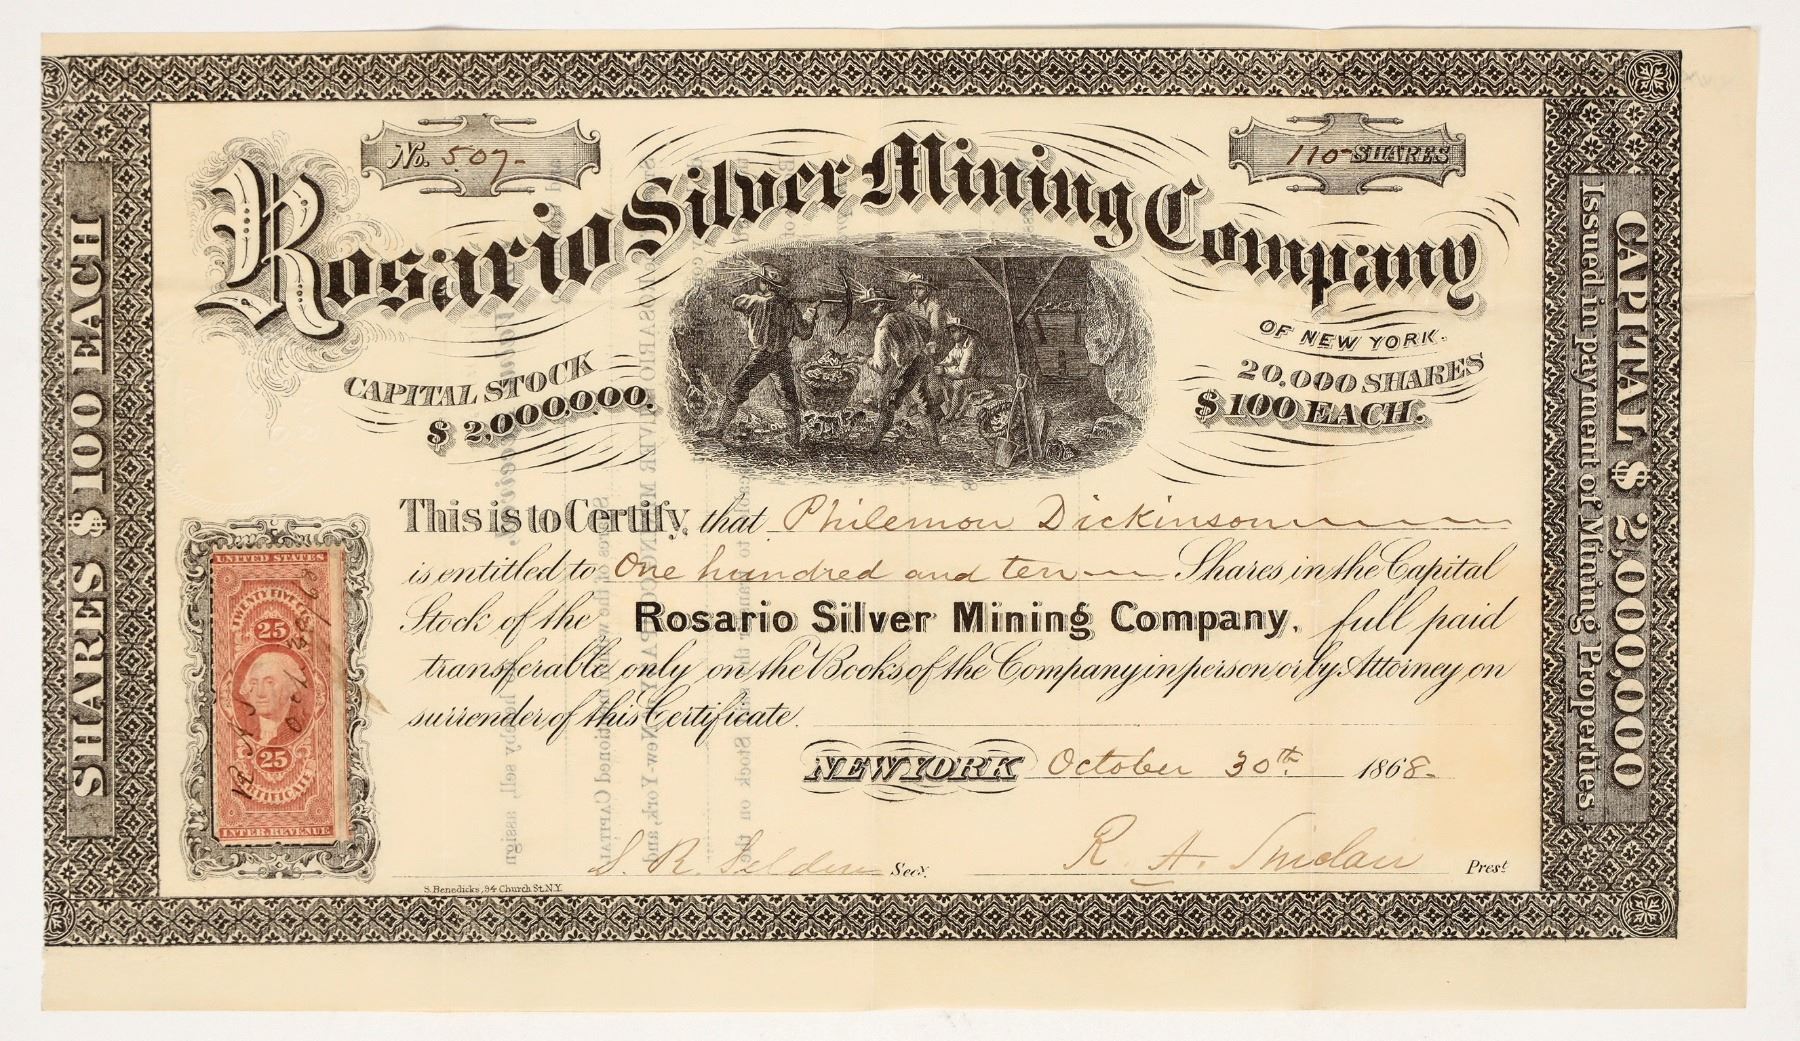 No. 507-
110- SHARES
Rosario Silver Mining Company
OF NEW YORK.
CAPITAL STOCK
$2,000,000.
20,000 SHARES
$100 EACH.
SHARES $100 EACH
CAPITAL $2,000,000
Issued in payment of Mining Properties.
This is to Certify, that Philemon Dickinson
is entitled to One hundred and ten Shares in the Capital
Stock of the Rosario Silver Mining Company, full paid
transferable only on the Books of the Company in person or by Attorney on
surrender of this Certificate.
NEW YORK October 30th 1868-
S. R. Selden Secy.
R. A. Sinclair Prest
S. Benedicks, 94 Church St. N.Y.
UNITED STATES
TWENTY FIVE CENTS
25
25
CERTIFICATE
INTER. REVENUE